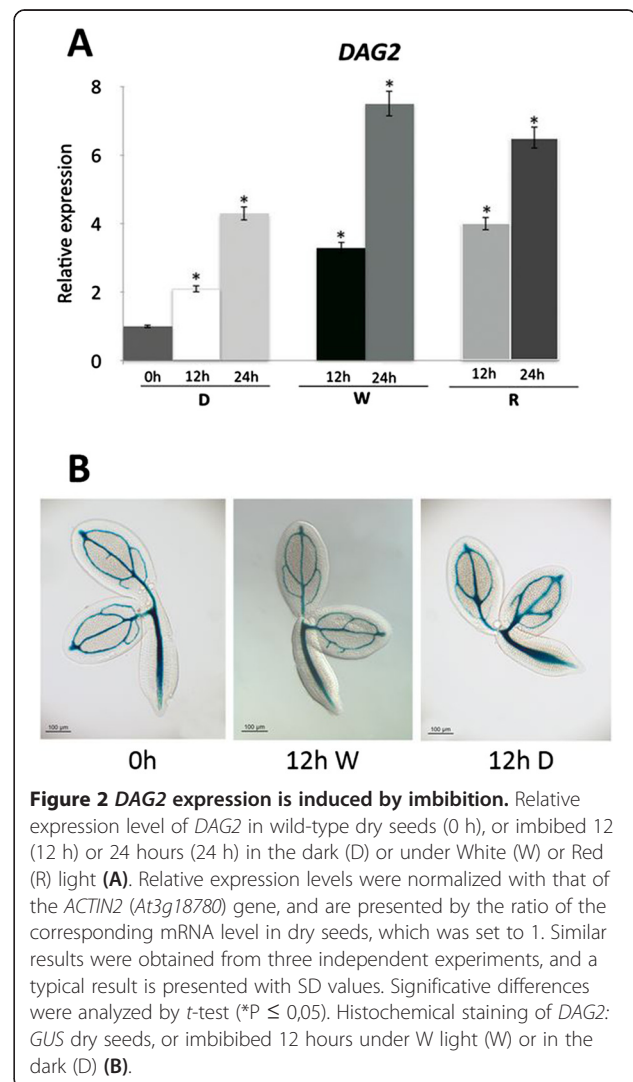 A
DAG2
Relative expression
8
6
4
2
0
*
*
*
*
*
*
0h 12h 24h 12h 24h 12h 24h
D W R
B
100 µm
100 µm
100 µm
0h 12h W 12h D
Figure 2 DAG2 expression is induced by imbibition. Relative
expression level of DAG2 in wild-type dry seeds (0 h), or imbibed 12
(12 h) or 24 hours (24 h) in the dark (D) or under White (W) or Red
(R) light (A). Relative expression levels were normalized with that of
the ACTIN2 (At3g18780) gene, and are presented by the ratio of the
corresponding mRNA level in dry seeds, which was set to 1. Similar
results were obtained from three independent experiments, and a
typical result is presented with SD values. Significative differences
were analyzed by t-test (*P ≤ 0,05). Histochemical staining of DAG2:
GUS dry seeds, or imbibibed 12 hours under W light (W) or in the
dark (D) (B).